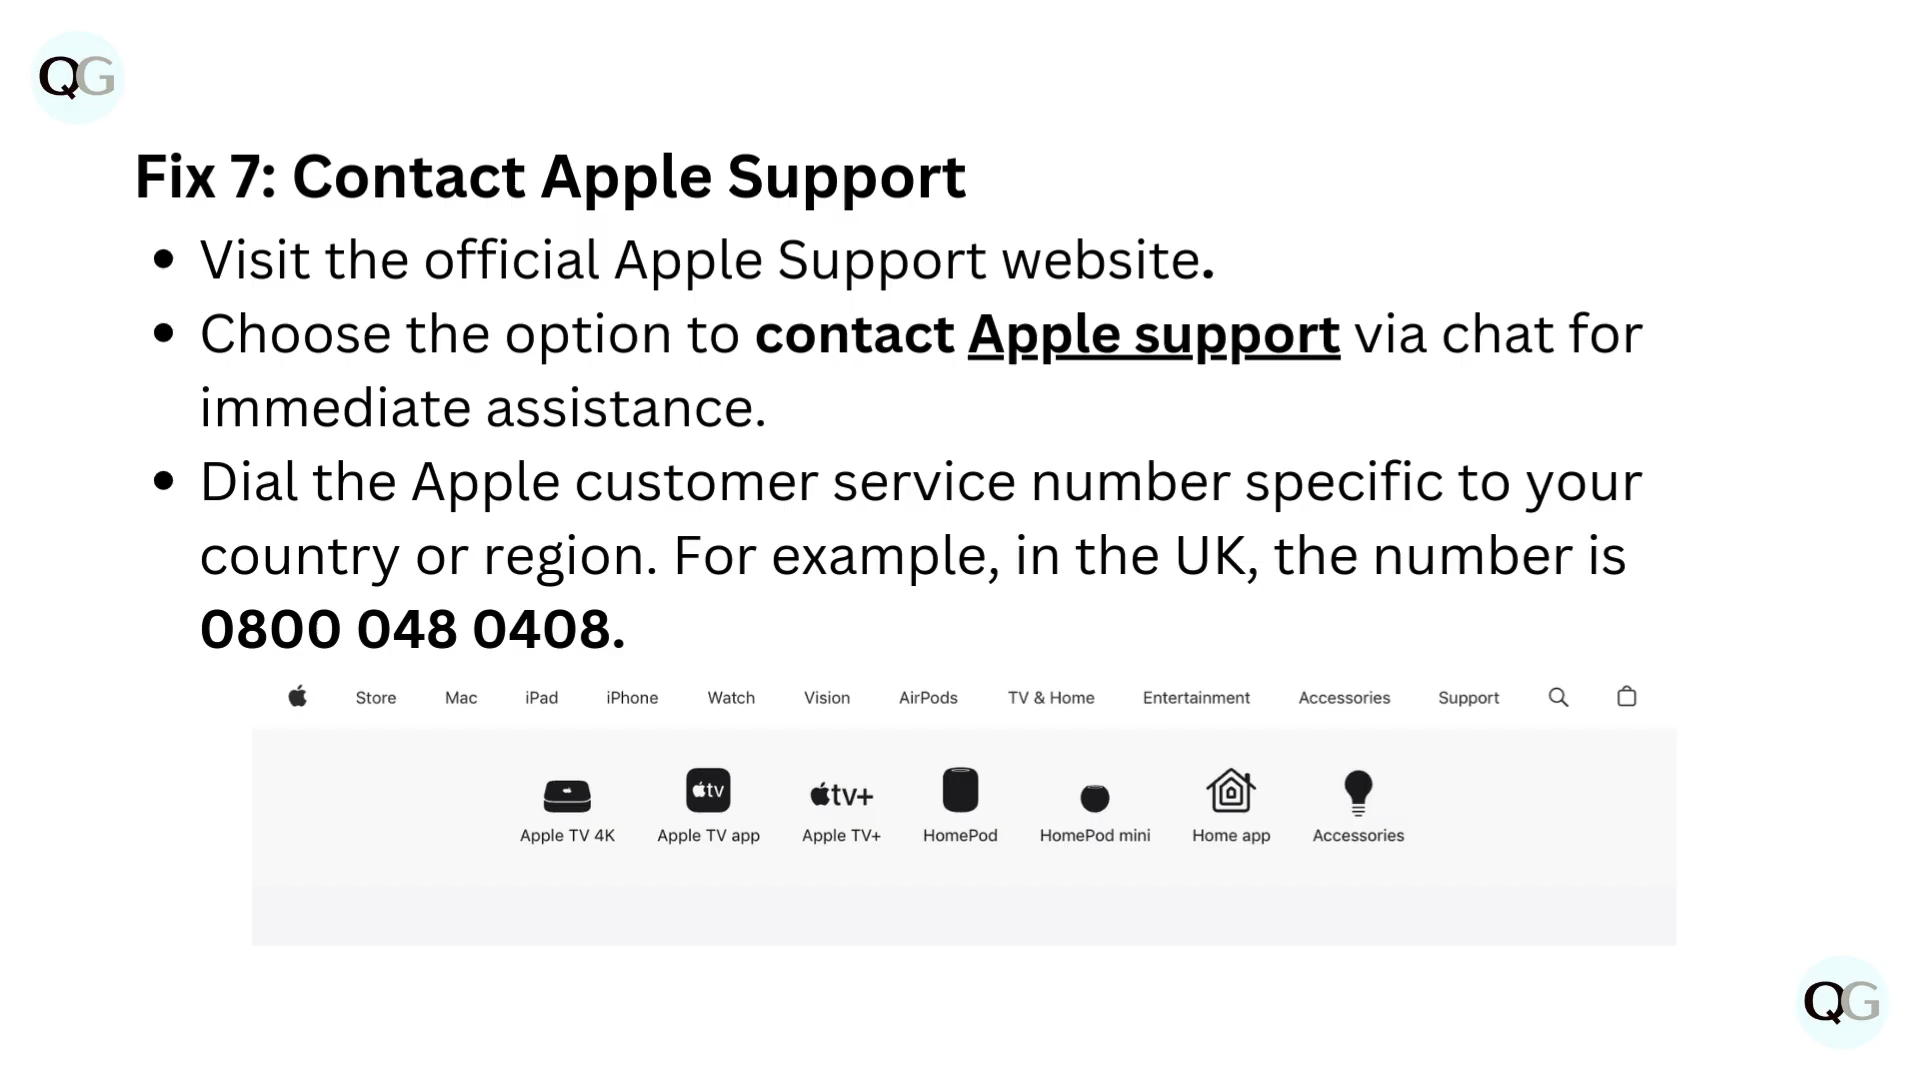 QG
Fix 7: Contact Apple Support
• Visit the official Apple Support website.
• Choose the option to contact Apple support via chat for
immediate assistance.
• Dial the Apple customer service number specific to your
country or region. For example, in the UK, the number is
0800 048 0408.
Store Mac iPad iPhone Watch Vision AirPods TV & Home Entertainment Accessories Support
tv tv+
Apple TV 4K Apple TV app Apple TV+ HomePod HomePod mini Home app Accessories
QG